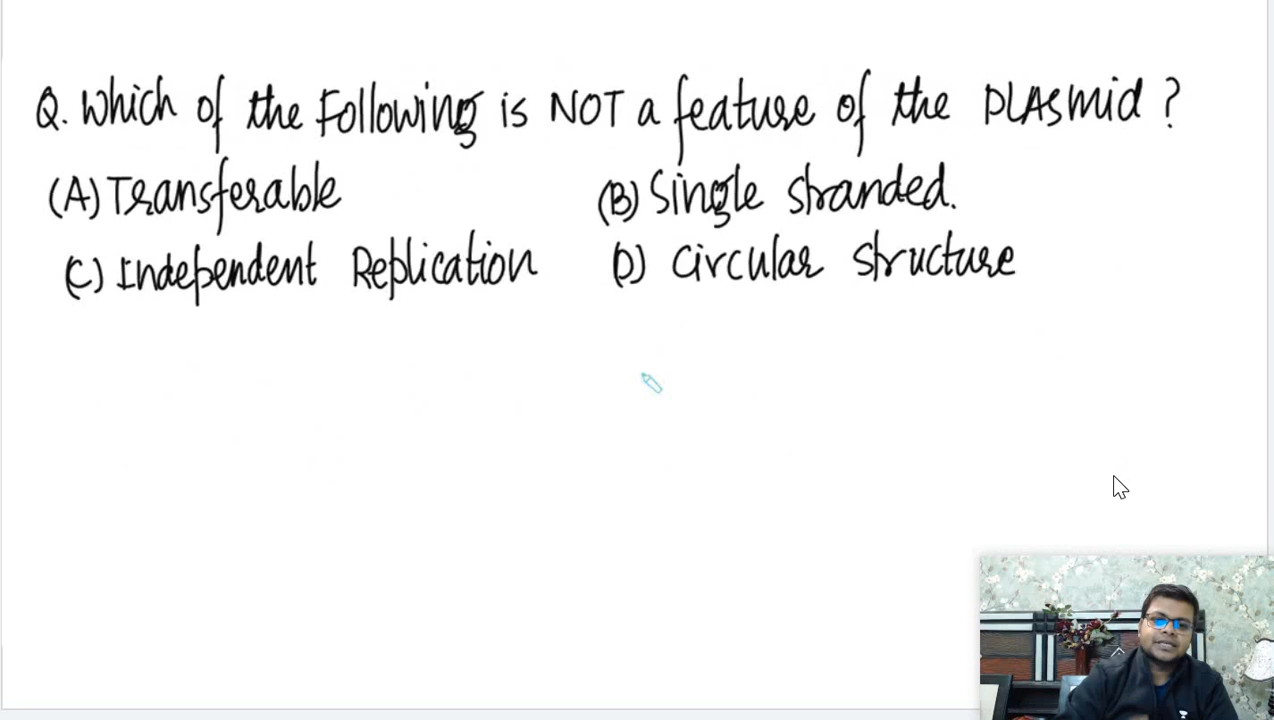 Q. Which of the Following is NOT a feature of the PLASmid ?
(A) Transferable (B) Single stranded.
(C) Independent Replication (D) Circular structure